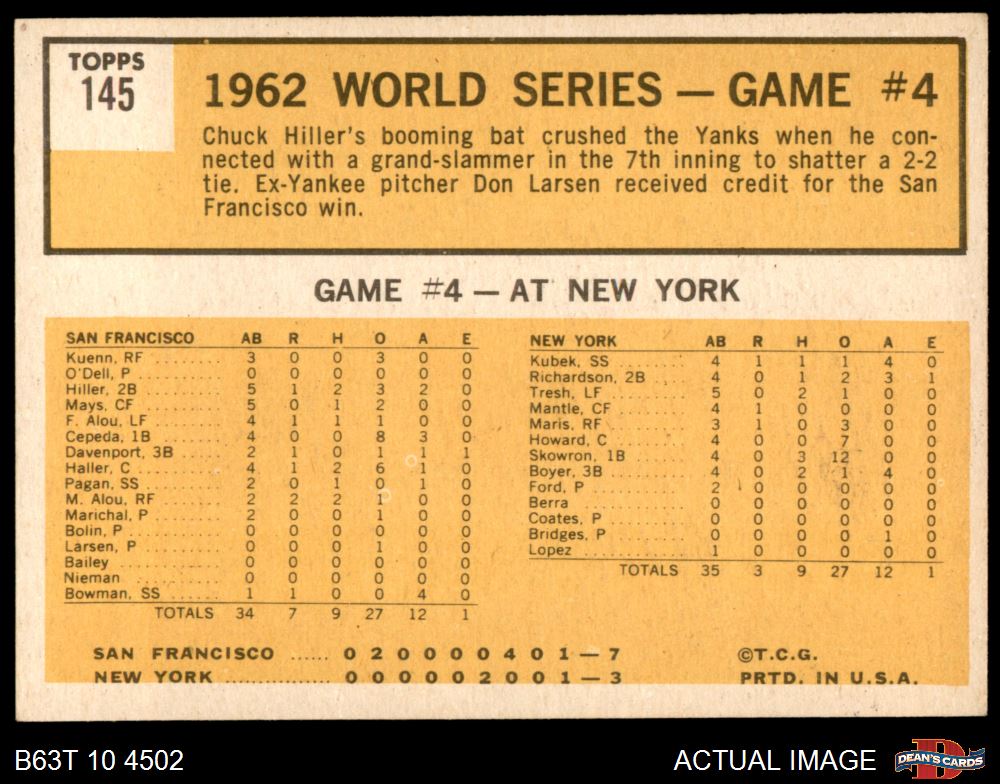 TOPPS
145
1962 WORLD SERIES — GAME #4
Chuck Hiller's booming bat crushed the Yanks when he con-
nected with a grand-slammer in the 7th inning to shatter a 2-2
tie. Ex-Yankee pitcher Don Larsen received credit for the San
Francisco win.
GAME #4 — AT NEW YORK
SAN FRANCISCO AB R H O A E
Kuenn, RF ......... 3 0 0 3 0 0
O'Dell, P .......... 0 0 0 0 0 0
Hiller, 2B ......... 5 1 2 3 2 0
Mays, CF .......... 5 0 1 2 0 0
F. Alou, LF ........ 4 1 1 1 0 0
Cepeda, 1B ........ 4 0 0 8 3 0
Davenport, 3B ...... 2 1 0 1 1 1
Haller, C .......... 4 1 2 6 1 0
Pagan, SS ......... 2 0 1 0 1 0
M. Alou, RF ....... 2 2 2 1 0 0
Marichal, P ........ 2 0 0 1 0 0
Bolin, P ........... 0 0 0 0 0 0
Larsen, P .......... 0 0 0 1 0 0
Bailey ............ 0 0 0 0 0 0
Nieman .......... 0 0 0 0 0 0
Bowman, SS ...... 1 1 0 0 4 0
TOTALS 34 7 9 27 12 1
NEW YORK AB R H O A E
Kubek, SS ......... 4 1 1 1 4 0
Richardson, 2B ..... 4 0 1 2 3 1
Tresh, LF .......... 5 0 2 1 0 0
Mantle, CF ......... 4 1 0 0 0 0
Maris, RF .......... 3 1 0 3 0 0
Howard, C ......... 4 0 0 7 0 0
Skowron, 1B ....... 4 0 3 12 0 0
Boyer, 3B .......... 4 0 2 1 4 0
Ford, P ............ 2 0 0 0 0 0
Berra ............. 0 0 0 0 0 0
Coates, P .......... 0 0 0 0 0 0
Bridges, P ......... 0 0 0 0 1 0
Lopez ............. 1 0 0 0 0 0
TOTALS 35 3 9 27 12 1
SAN FRANCISCO ...... 0 2 0 0 0 0 4 0 1 — 7
NEW YORK ............... 0 0 0 0 0 2 0 0 1 — 3
©T.C.G.
PRTD. IN U.S.A.
B63T 10 4502
ACTUAL IMAGE
D
DEAN'S CARDS